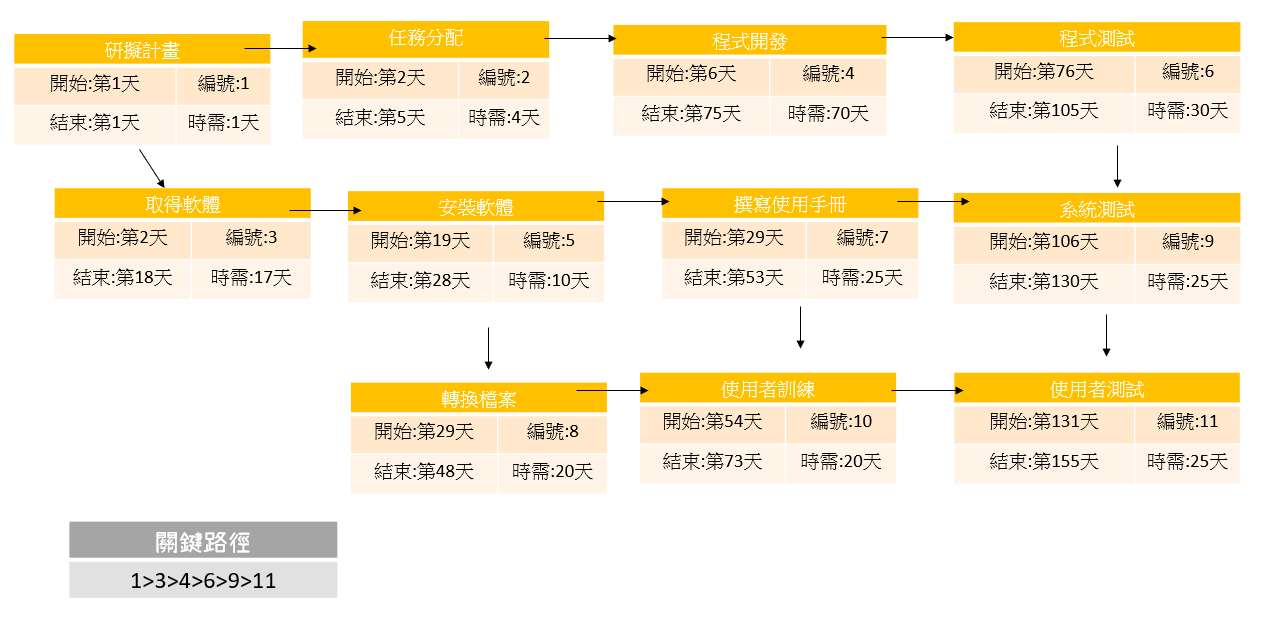 研擬計畫
開始:第1天 編號:1
結束:第1天 時需:1天
任務分配
開始:第2天 編號:2
結束:第5天 時需:4天
程式開發
開始:第6天 編號:4
結束:第75天 時需:70天
程式測試
開始:第76天 編號:6
結束:第105天 時需:30天
取得軟體
開始:第2天 編號:3
結束:第18天 時需:17天
安裝軟體
開始:第19天 編號:5
結束:第28天 時需:10天
撰寫使用手冊
開始:第29天 編號:7
結束:第53天 時需:25天
系統測試
開始:第106天 編號:9
結束:第130天 時需:25天
轉換檔案
開始:第29天 編號:8
結束:第48天 時需:20天
使用者訓練
開始:第54天 編號:10
結束:第73天 時需:20天
使用者測試
開始:第131天 編號:11
結束:第155天 時需:25天
關鍵路徑
1>3>4>6>9>11